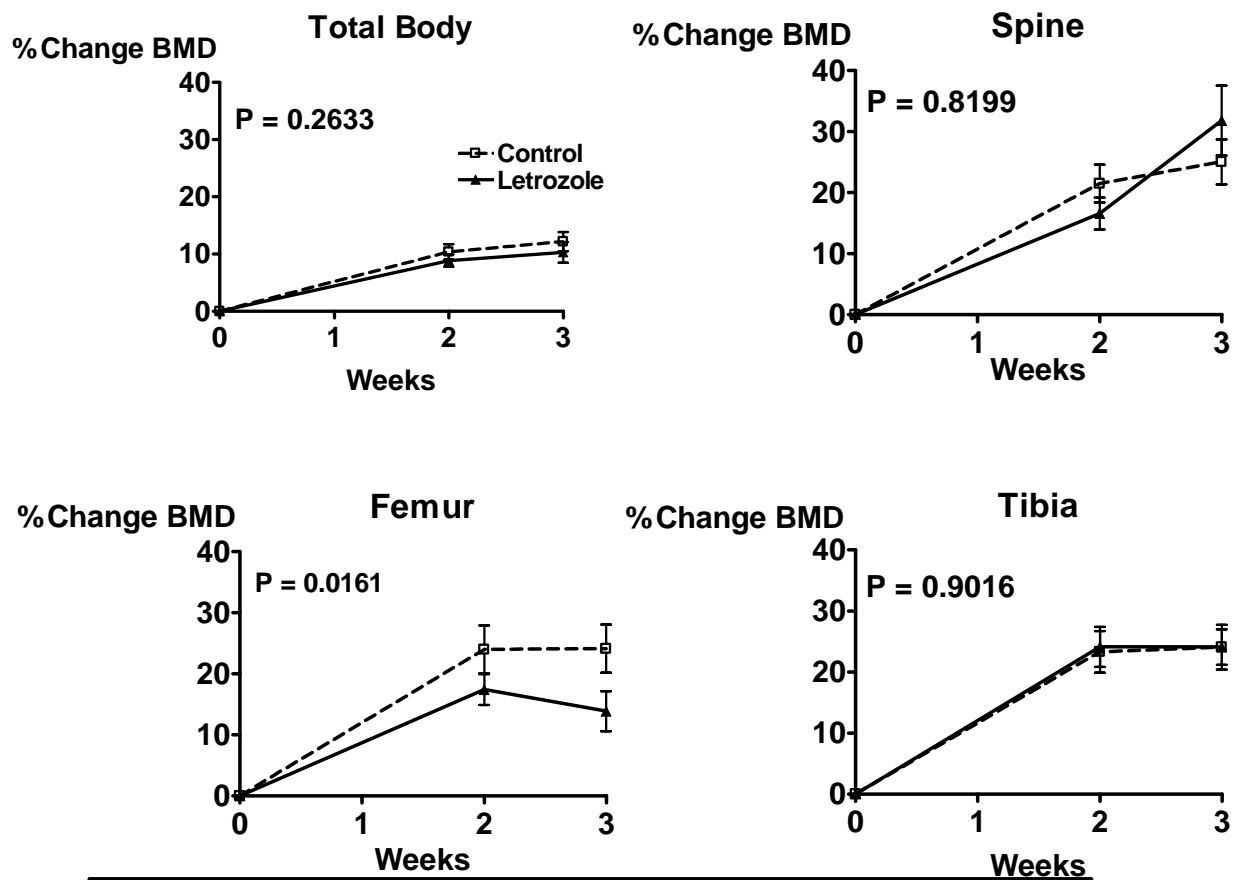 Total Body
%Change BMD
40
30
20
10
0
P = 0.2633
Control
Letrozole
0 1 2 3
Weeks
Spine
%Change BMD
40
30
20
10
0
P = 0.8199
0 1 2 3
Weeks
Femur
%Change BMD
40
30
20
10
0
P = 0.0161
0 1 2 3
Weeks
Tibia
%Change BMD
40
30
20
10
0
P = 0.9016
0 1 2 3
Weeks